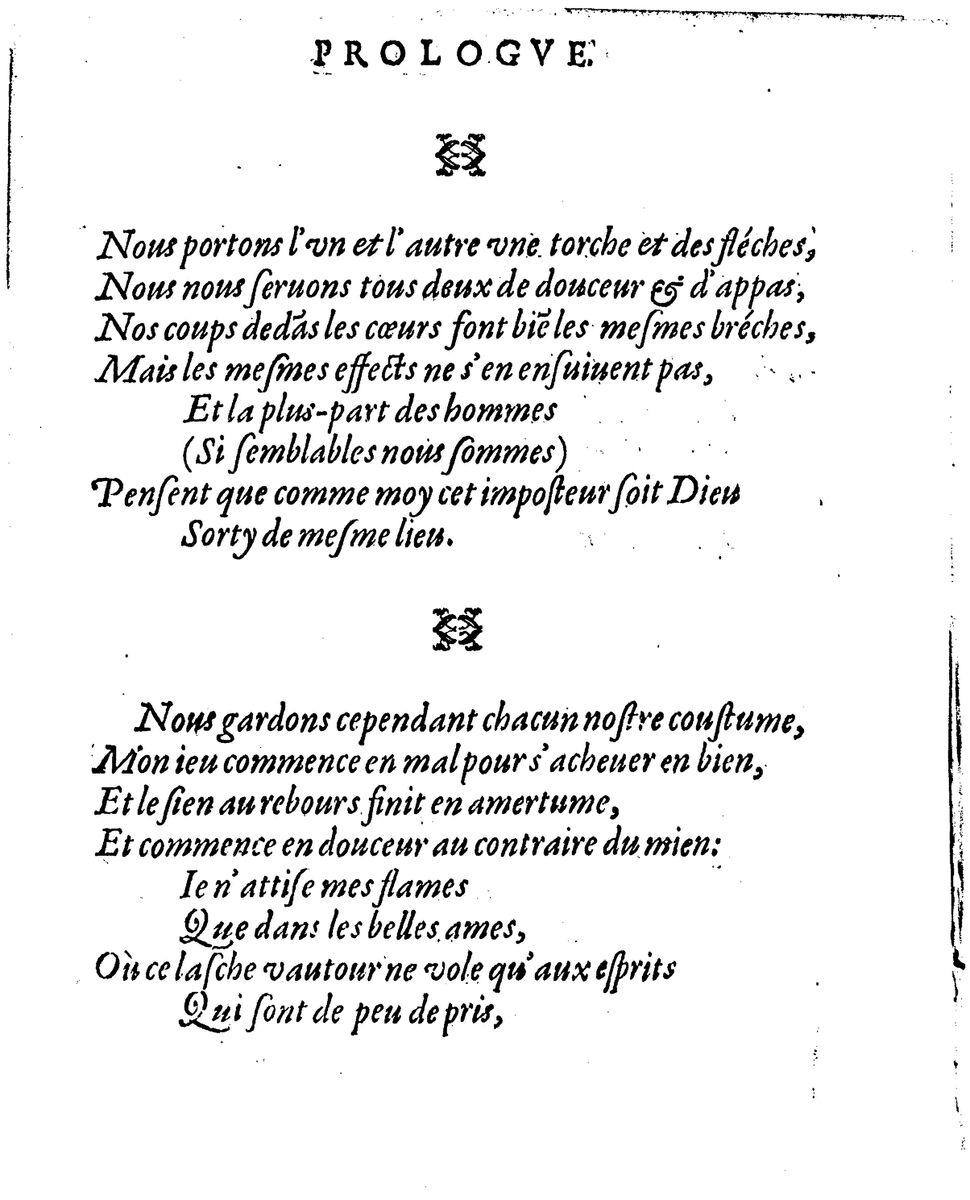 PROLOGVE.
Nous portons l'vn et l'autre vne torche et des fléches,
Nous nous ſeruons tous deux de douceur & d'appas,
Nos coups dedãs les cœurs font biẽ les meſmes bréches,
Mais les meſmes effects ne s'en enſuiuent pas,
Et la plus-part des hommes
(Si ſemblables nous ſommes)
Penſent que comme moy cet impoſteur ſoit Dieu
Sorty de meſme lieu.
Nous gardons cependant chacun noſtre couſtume,
Mon ieu commence en mal pour s'acheuer en bien,
Et le ſien au rebours finit en amertume,
Et commence en douceur au contraire du mien:
Ie n'attiſe mes flames
Que dans les belles ames,
Où ce laſche vautour ne vole qu'aux eſprits
Qui ſont de peu de pris,